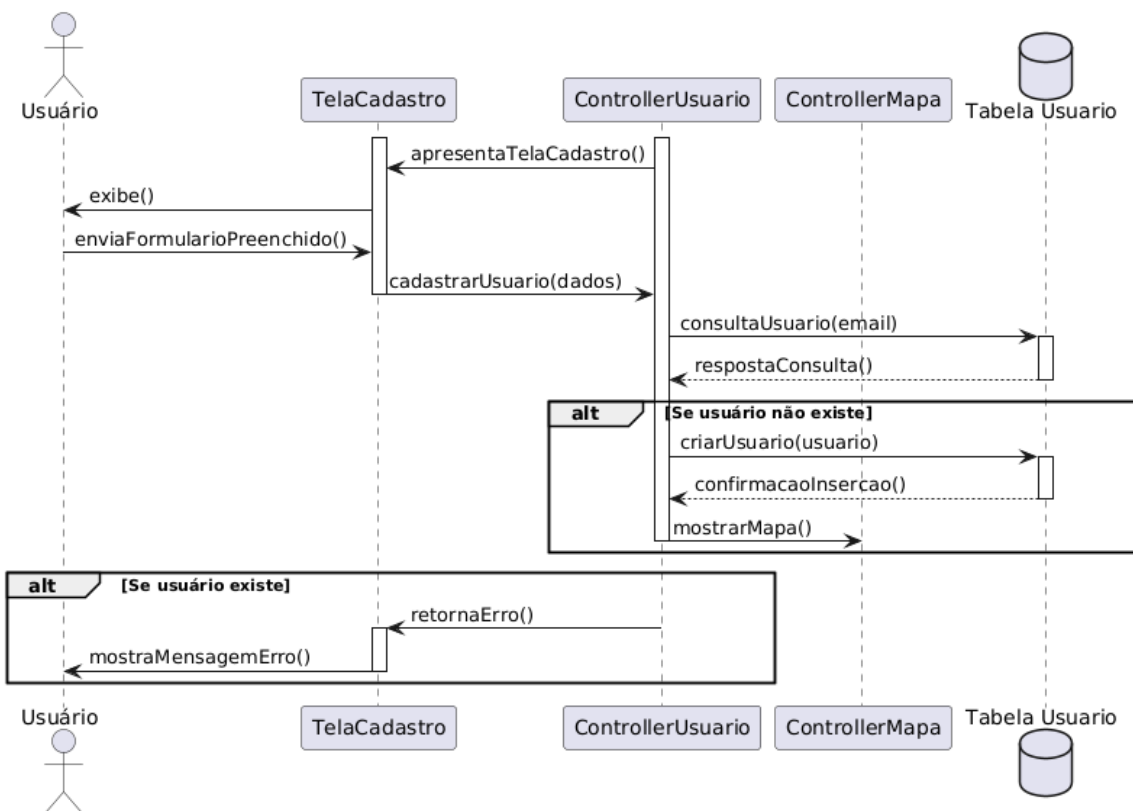 Usuário
TelaCadastro
ControllerUsuario
ControllerMapa
Tabela Usuario
apresentaTelaCadastro()
exibe()
enviaFormularioPreenchido()
cadastrarUsuario(dados)
consultaUsuario(email)
respostaConsulta()
alt [Se usuário não existe]
criarUsuario(usuario)
confirmacaoInsercao()
mostrarMapa()
alt [Se usuário existe]
retornaErro()
mostraMensagemErro()
Usuário
TelaCadastro
ControllerUsuario
ControllerMapa
Tabela Usuario